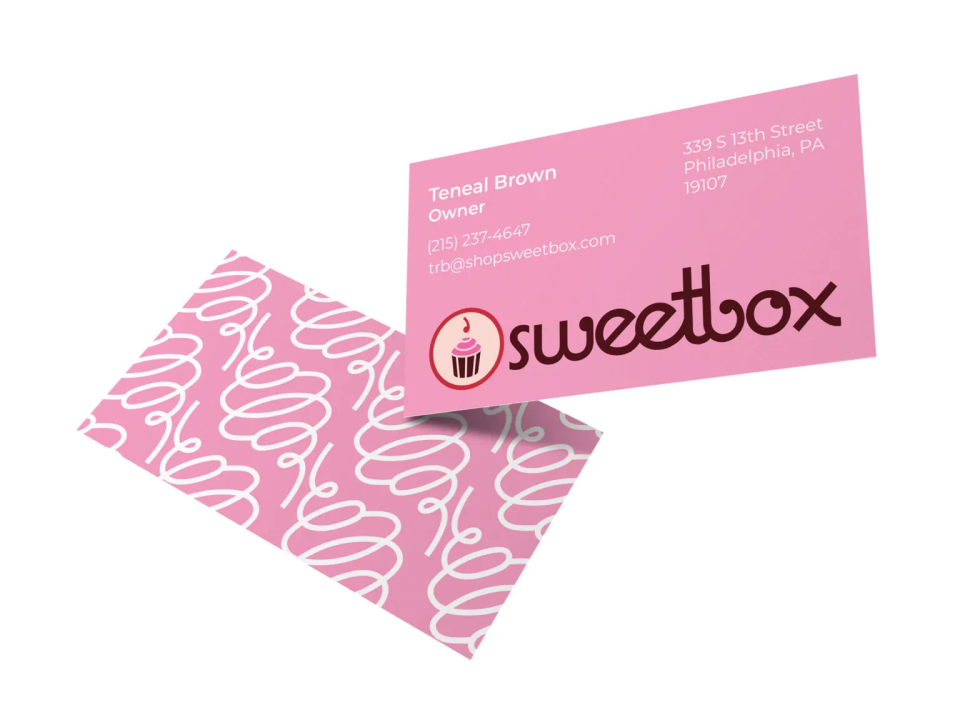 Teneal Brown
Owner
(215) 237-4647
trb@shopsweetbox.com
339 S 13th Street
Philadelphia, PA
19107
sweetbox